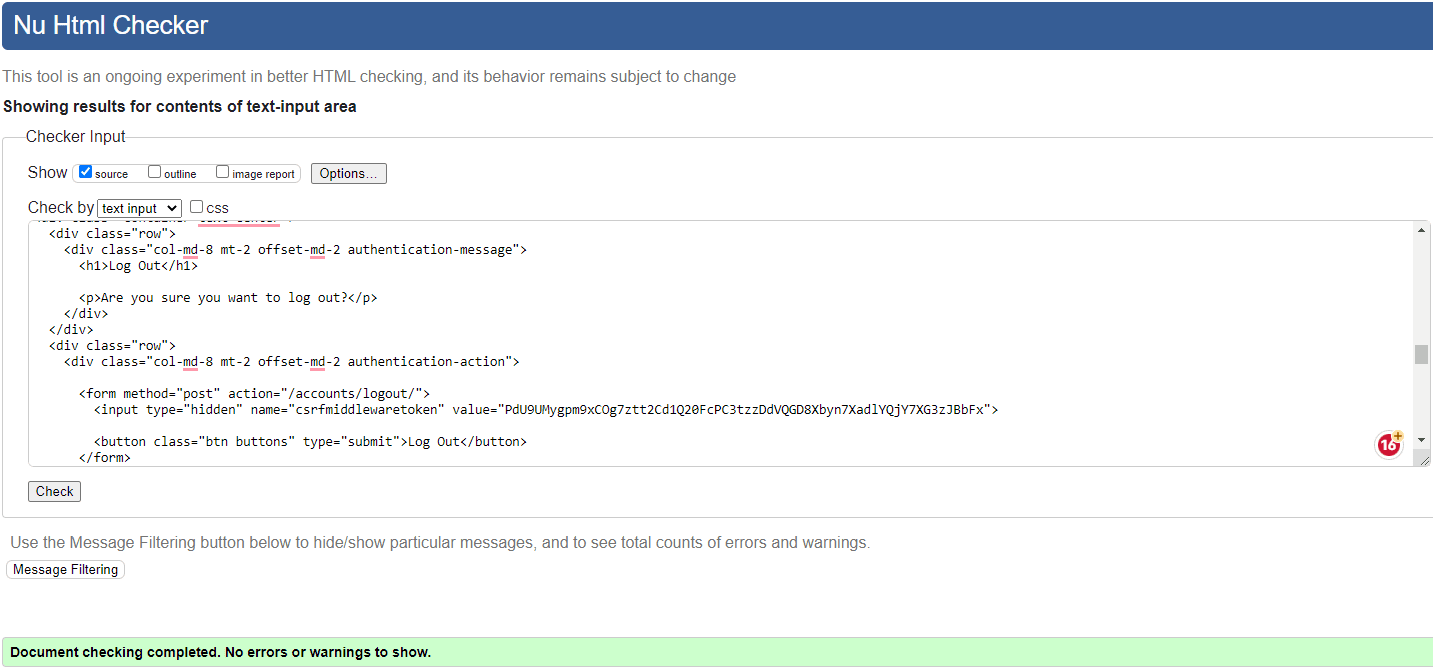 Nu Html Checker
This tool is an ongoing experiment in better HTML checking, and its behavior remains subject to change
Showing results for contents of text-input area
Checker Input
Show source outline image report Options...
Check by text input css
<div class="row">
<div class="col-md-8 mt-2 offset-md-2 authentication-message">
<h1>Log Out</h1>
<p>Are you sure you want to log out?</p>
</div>
</div>
<div class="row">
<div class="col-md-8 mt-2 offset-md-2 authentication-action">
<form method="post" action="/accounts/logout/">
<input type="hidden" name="csrfmiddlewaretoken" value="PdU9UMygpm9xCOg7ztt2Cd1Q20FcPC3tzzDdVQGD8Xbyn7XadlYQjY7XG3zJBbFx">
<button class="btn buttons" type="submit">Log Out</button>
</form>
16+
Check
Use the Message Filtering button below to hide/show particular messages, and to see total counts of errors and warnings.
Message Filtering
Document checking completed. No errors or warnings to show.